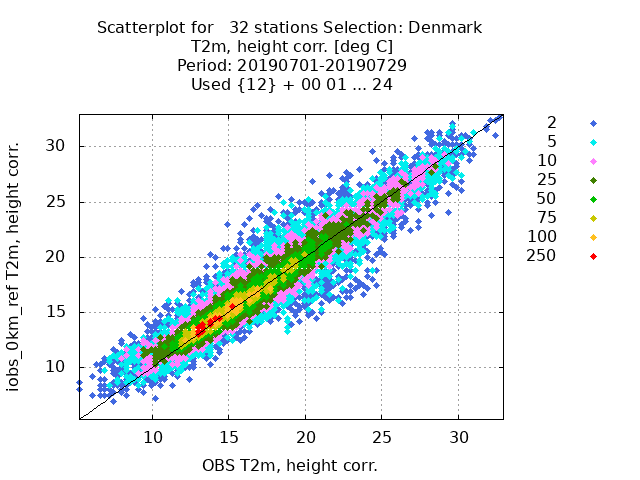 Scatterplot for   32 stations Selection: Denmark
T2m, height corr. [deg C]
Period: 20190701-20190729
Used {12} + 00 01 ... 24
iobs_0km_ref T2m, height corr.
30
25
20
15
10
10 15 20 25 30
OBS T2m, height corr.
2
5
10
25
50
75
100
250